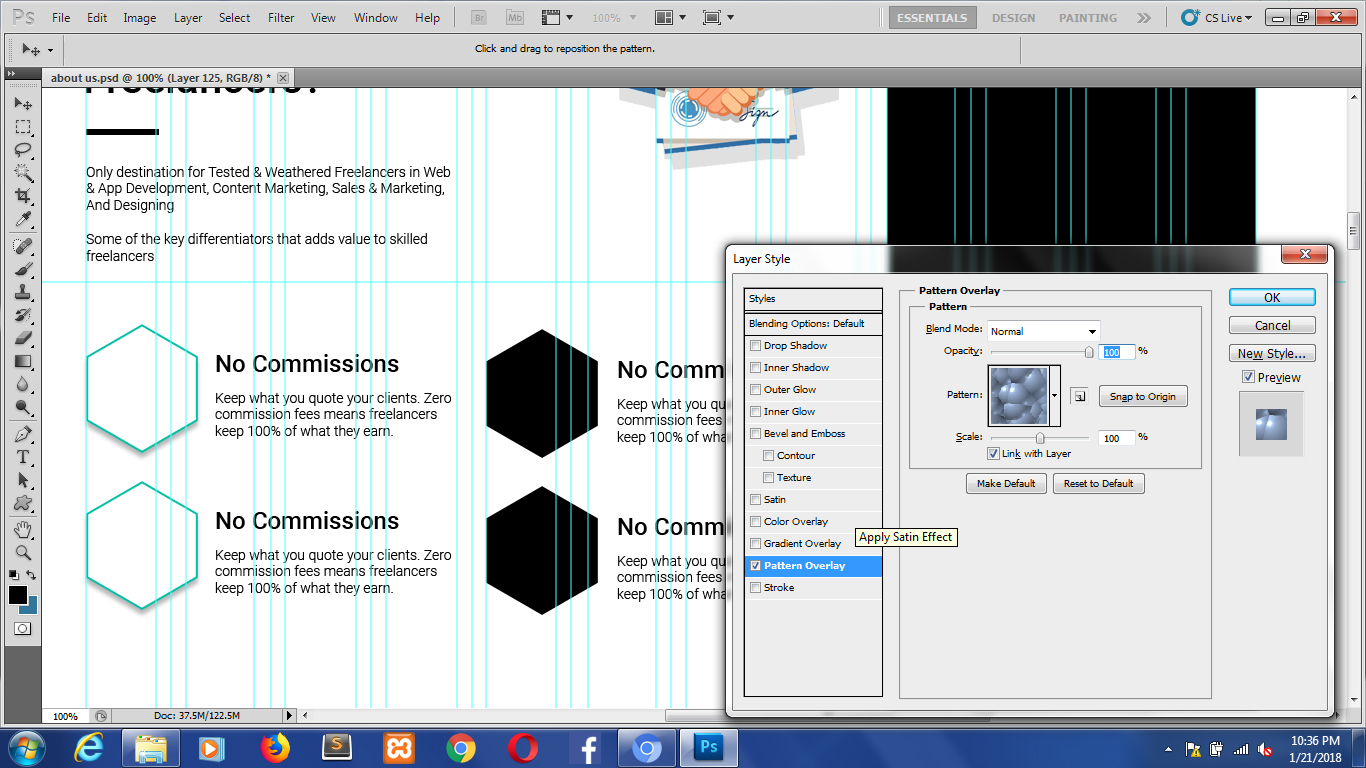 Ps File Edit Image Layer Select Filter View Window Help Br Mb 100% ESSENTIALS DESIGN PAINTING CS Live
Click and drag to reposition the pattern.
about us.psd @ 100% (Layer 125, RGB/8) *
Freelancers?
Sign
Only destination for Tested & Weathered Freelancers in Web
& App Development, Content Marketing, Sales & Marketing,
And Designing
Some of the key differentiators that adds value to skilled
freelancers
No Commissions
Keep what you quote your clients. Zero
commission fees means freelancers
keep 100% of what they earn.
No Comm
Keep what you qu
commission fees
keep 100% of wha
No Commissions
Keep what you quote your clients. Zero
commission fees means freelancers
keep 100% of what they earn.
No Comm
Keep what you qu
commission fees
keep 100% of wha
Layer Style
Styles
Blending Options: Default
Drop Shadow
Inner Shadow
Outer Glow
Inner Glow
Bevel and Emboss
Contour
Texture
Satin
Color Overlay
Gradient Overlay
Pattern Overlay
Stroke
Apply Satin Effect
Pattern Overlay
Pattern
Blend Mode: Normal
Opacity: 100 %
Pattern: Snap to Origin
Scale: 100 %
Link with Layer
Make Default Reset to Default
OK
Cancel
New Style...
Preview
100% Doc: 37.5M/122.5M
Ps
10:36 PM
1/21/2018